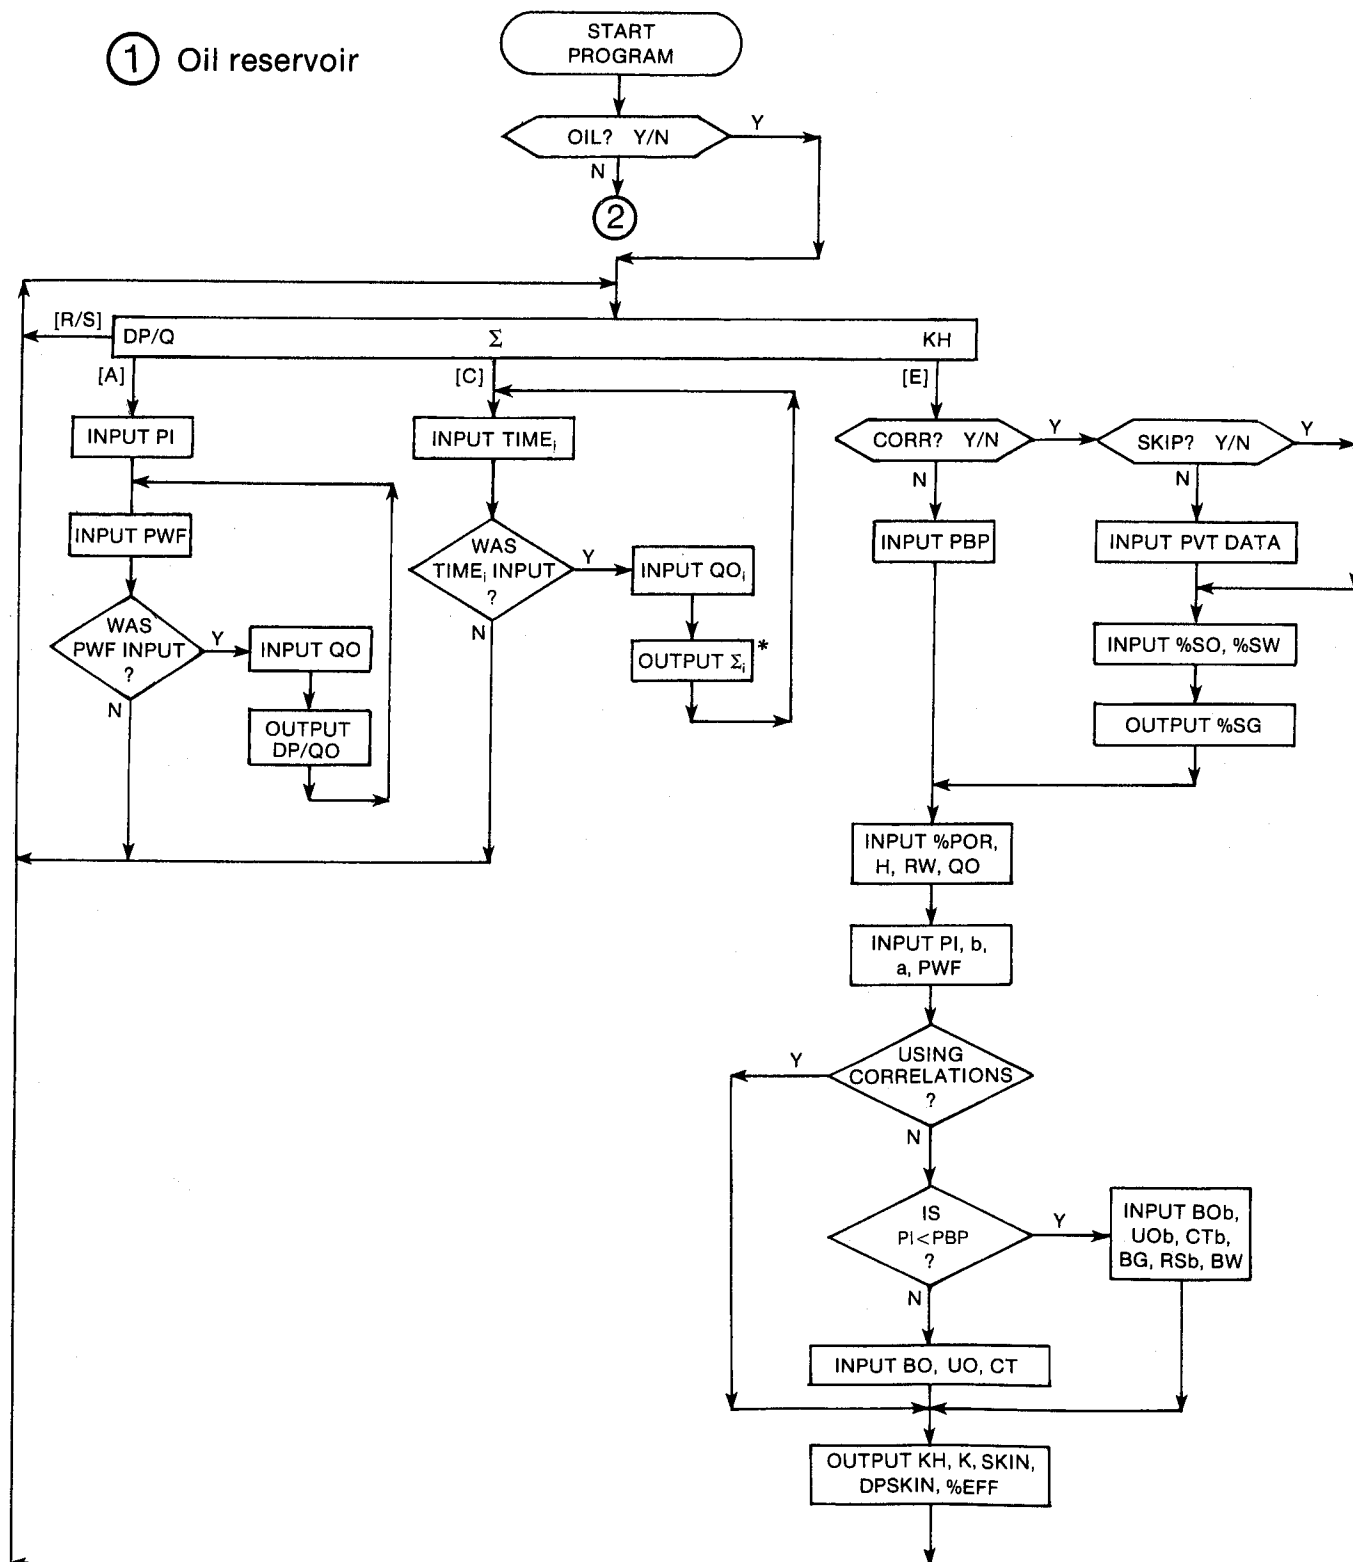 1 Oil reservoir
START
PROGRAM
OIL? Y/N
Y
N
2
[R/S]
DP/Q Σ KH
[A]
[C]
[E]
INPUT PI
INPUT PWF
WAS
PWF INPUT
?
Y
N
INPUT QO
OUTPUT
DP/QO
INPUT TIMEi
WAS
TIMEi INPUT
?
Y
N
INPUT QOi
OUTPUT Σi *
CORR? Y/N
Y
N
SKIP? Y/N
Y
N
INPUT PBP
INPUT PVT DATA
INPUT %SO, %SW
OUTPUT %SG
INPUT %POR,
H, RW, QO
INPUT PI, b,
a, PWF
USING
CORRELATIONS
?
Y
N
IS
PI<PBP
?
Y
N
INPUT BOb,
UOb, CTb,
BG, RSb, BW
INPUT BO, UO, CT
OUTPUT KH, K, SKIN,
DPSKIN, %EFF